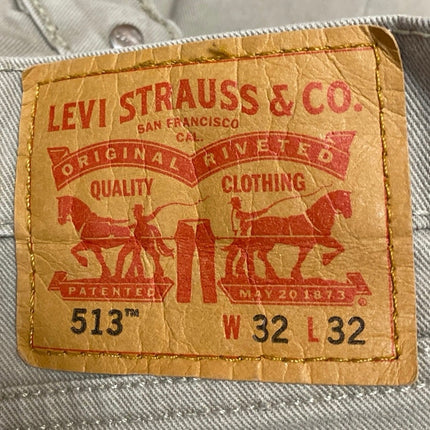 LEVI STRAUSS & CO.
SAN FRANCISCO
CAL.
ORIGINAL RIVETED
QUALITY CLOTHING
PATENTED MAY 20 1873 ®
513™ W 32 L 32